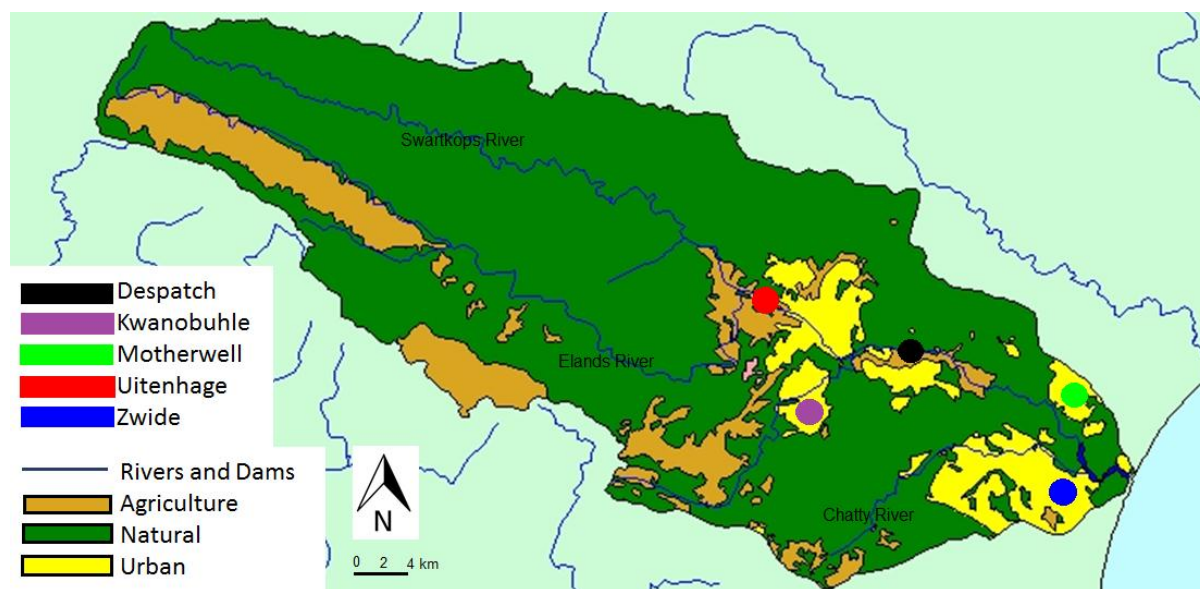 Swartkops River
Despatch
Kwanobuhle
Motherwell
Uitenhage
Zwide
Elands River
Rivers and Dams
Agriculture
Natural
Urban
N
0 2 4 km
Chatty River